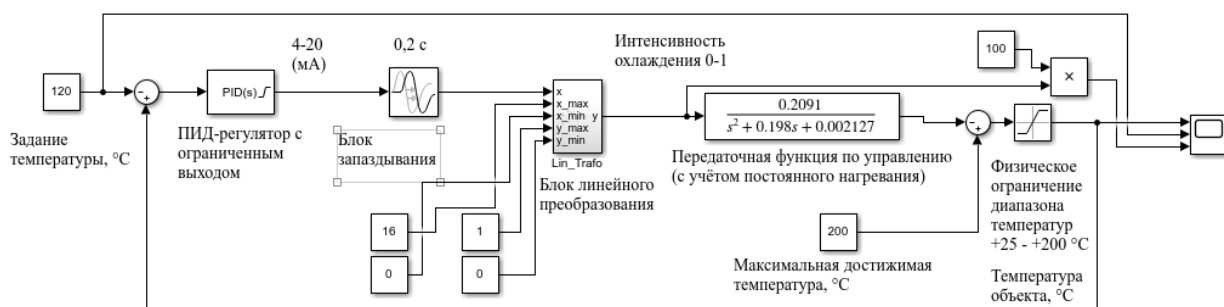 4-20
(мА)
0,2 с
Интенсивность
охлаждения 0-1
100
×
120
-
+
PID(s)
x
x_max
x_min y
y_max
y_min
0.2091
s² + 0.198s + 0.002127
-
+
Задание
температуры, °C
ПИД-регулятор с
ограниченным
выходом
Блок
запаздывания
Lin_Trafo
Блок линейного
преобразования
Передаточная функция по управлению
(с учётом постоянного нагревания)
Физическое
ограничение
диапазона
температур
+25 - +200 °C
16
1
0
0
200
Максимальная достижимая
температура, °C
Температура
объекта, °C